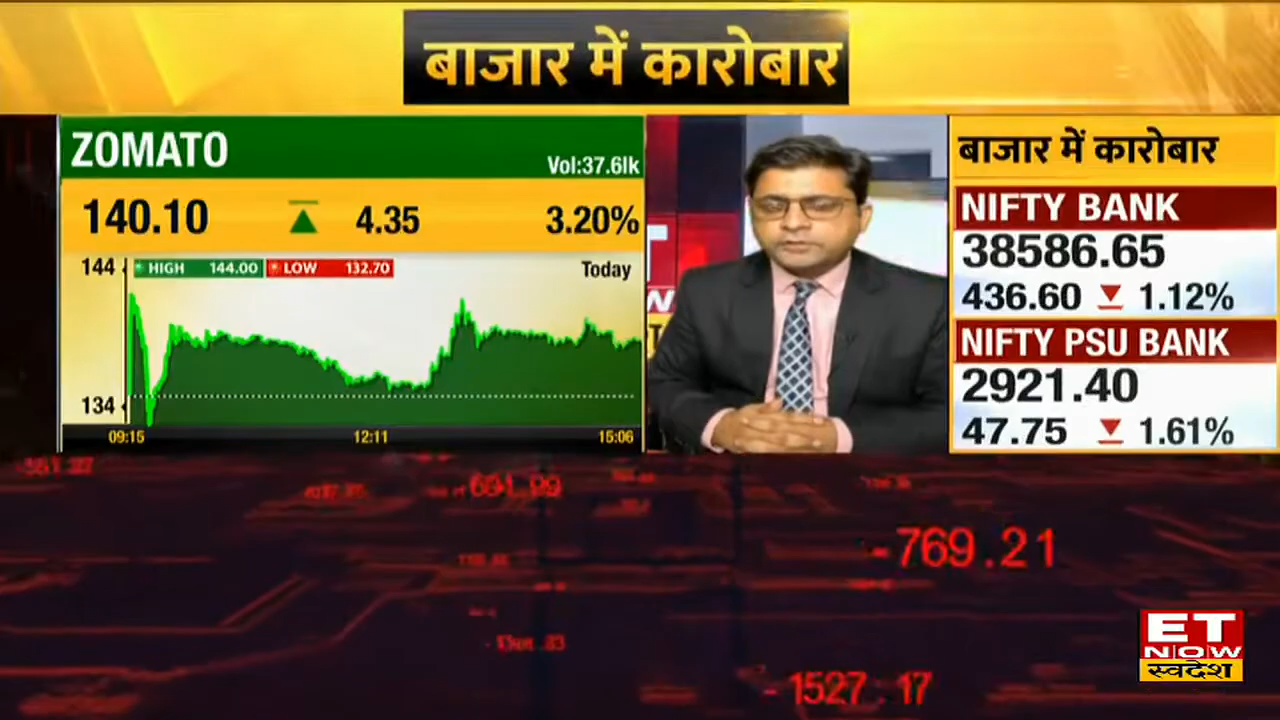 बाजार में कारोबार
ZOMATO
Vol:37.6lk
140.10 4.35 3.20%
144
HIGH 144.00 LOW 132.70
Today
134
09:15 12:11 15:06
बाजार में कारोबार
NIFTY BANK
38586.65
436.60 1.12%
NIFTY PSU BANK
2921.40
47.75 1.61%
691.99
-769.21
-1527.17
ET
NOW
स्वदेश